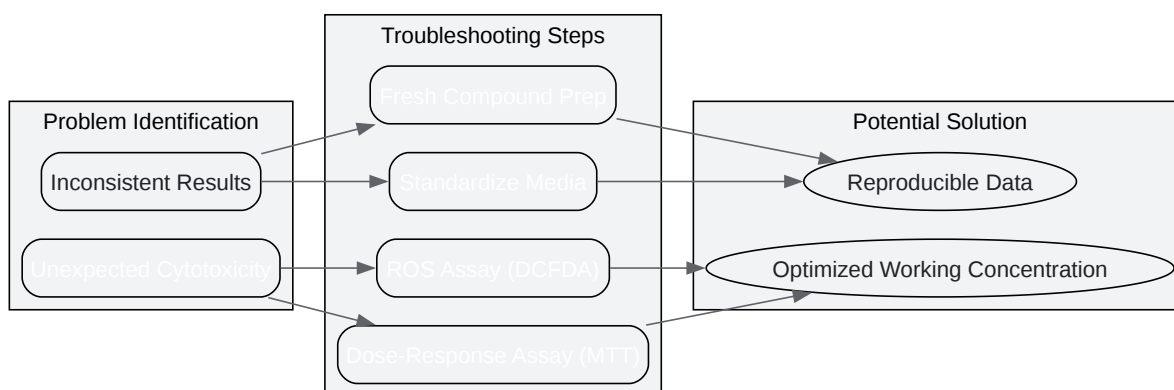 Troubleshooting Steps
Fresh Compound Prep
Problem Identification
Potential Solution
Inconsistent Results
Standardize Media
Reproducible Data
Unexpected Cytotoxicity
ROS Assay (DCFDA)
Optimized Working Concentration
Dose-Response Assay (MTT)